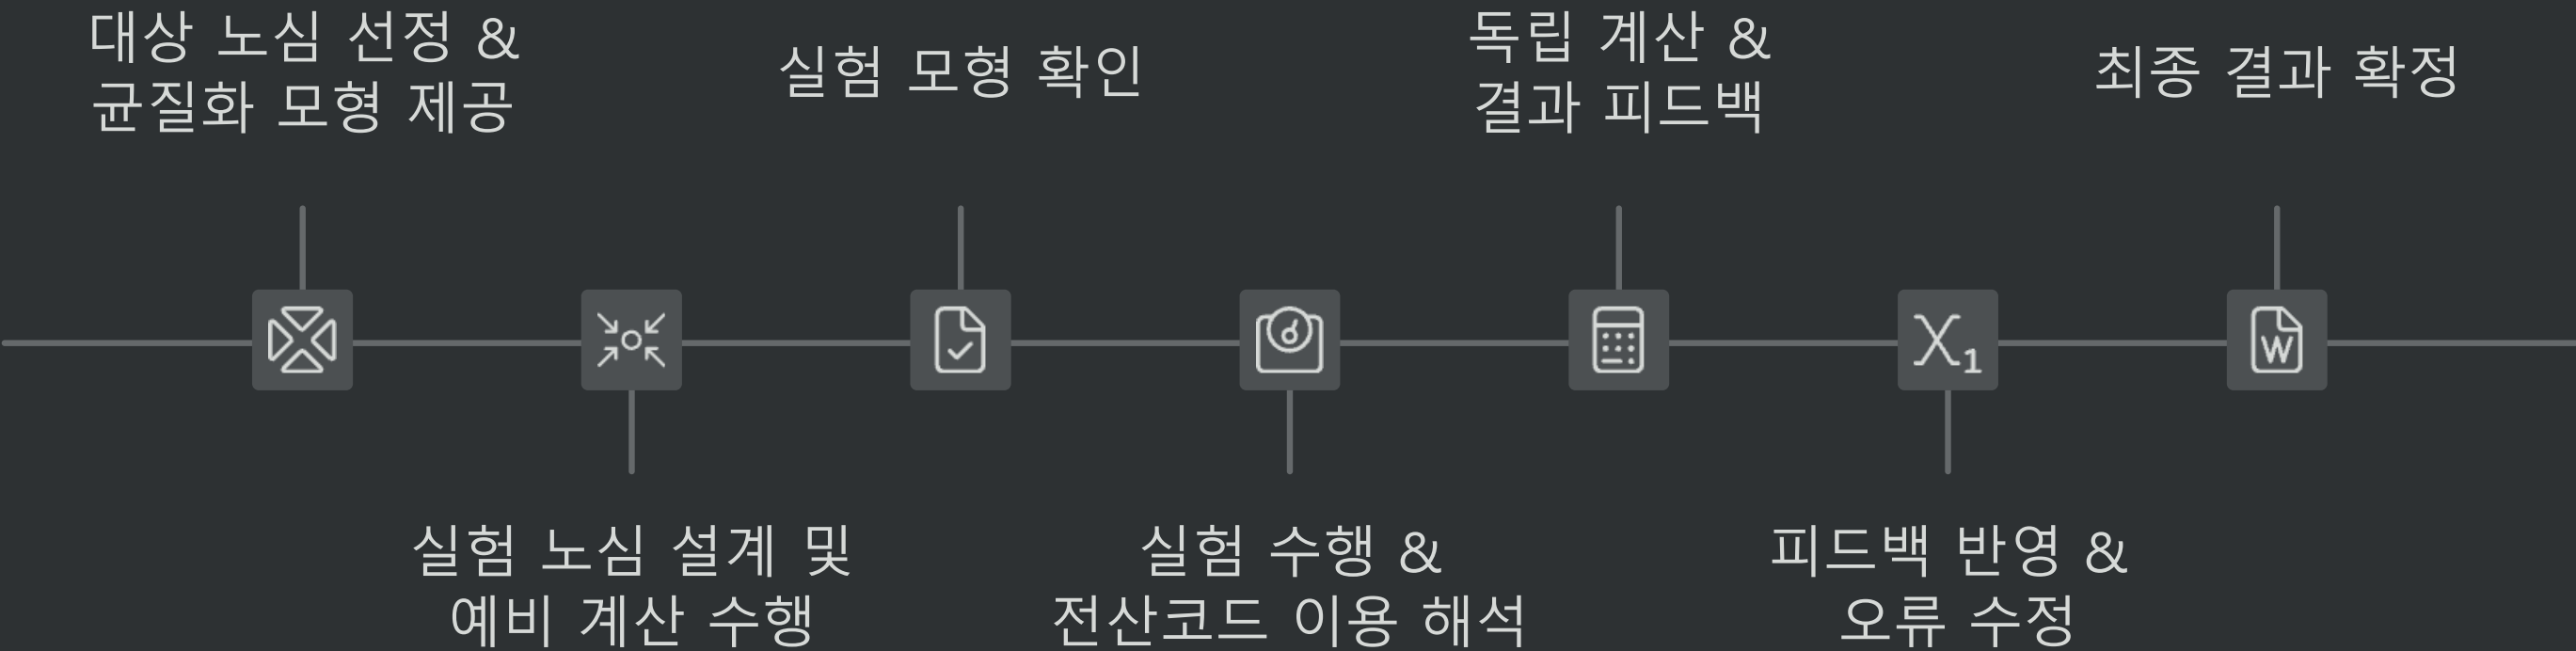 대상 노심 선정 &
균질화 모형 제공
실험 노심 설계 및
예비 계산 수행
실험 모형 확인
실험 수행 &
전산코드 이용 해석
독립 계산 &
결과 피드백
X₁
피드백 반영 &
오류 수정
W
최종 결과 확정